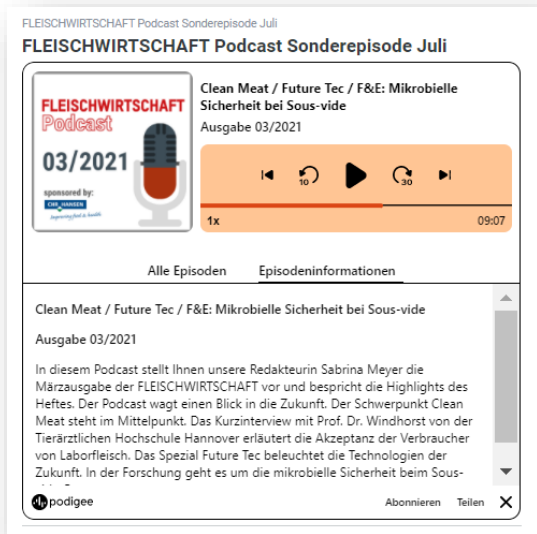 FLEISCHWIRTSCHAFT Podcast Sonderepisode Juli
FLEISCHWIRTSCHAFT Podcast Sonderepisode Juli
FLEISCHWIRTSCHAFT
Podcast
03/2021
sponsored by:
CHR HANSEN
Improving food & health
Clean Meat / Future Tec / F&E: Mikrobielle
Sicherheit bei Sous-vide
Ausgabe 03/2021
10
30
1x
09:07
Alle Episoden
Episodeninformationen
Clean Meat / Future Tec / F&E: Mikrobielle Sicherheit bei Sous-vide
Ausgabe 03/2021
In diesem Podcast stellt Ihnen unsere Redakteurin Sabrina Meyer die
Märzausgabe der FLEISCHWIRTSCHAFT vor und bespricht die Highlights des
Heftes. Der Podcast wagt einen Blick in die Zukunft. Der Schwerpunkt Clean
Meat steht im Mittelpunkt. Das Kurzinterview mit Prof. Dr. Windhorst von der
Tierärztlichen Hochschule Hannover erläutert die Akzeptanz der Verbraucher
von Laborfleisch. Das Spezial Future Tec beleuchtet die Technologien der
Zukunft. In der Forschung geht es um die mikrobielle Sicherheit beim Sous-
podigee
Abonnieren
Teilen